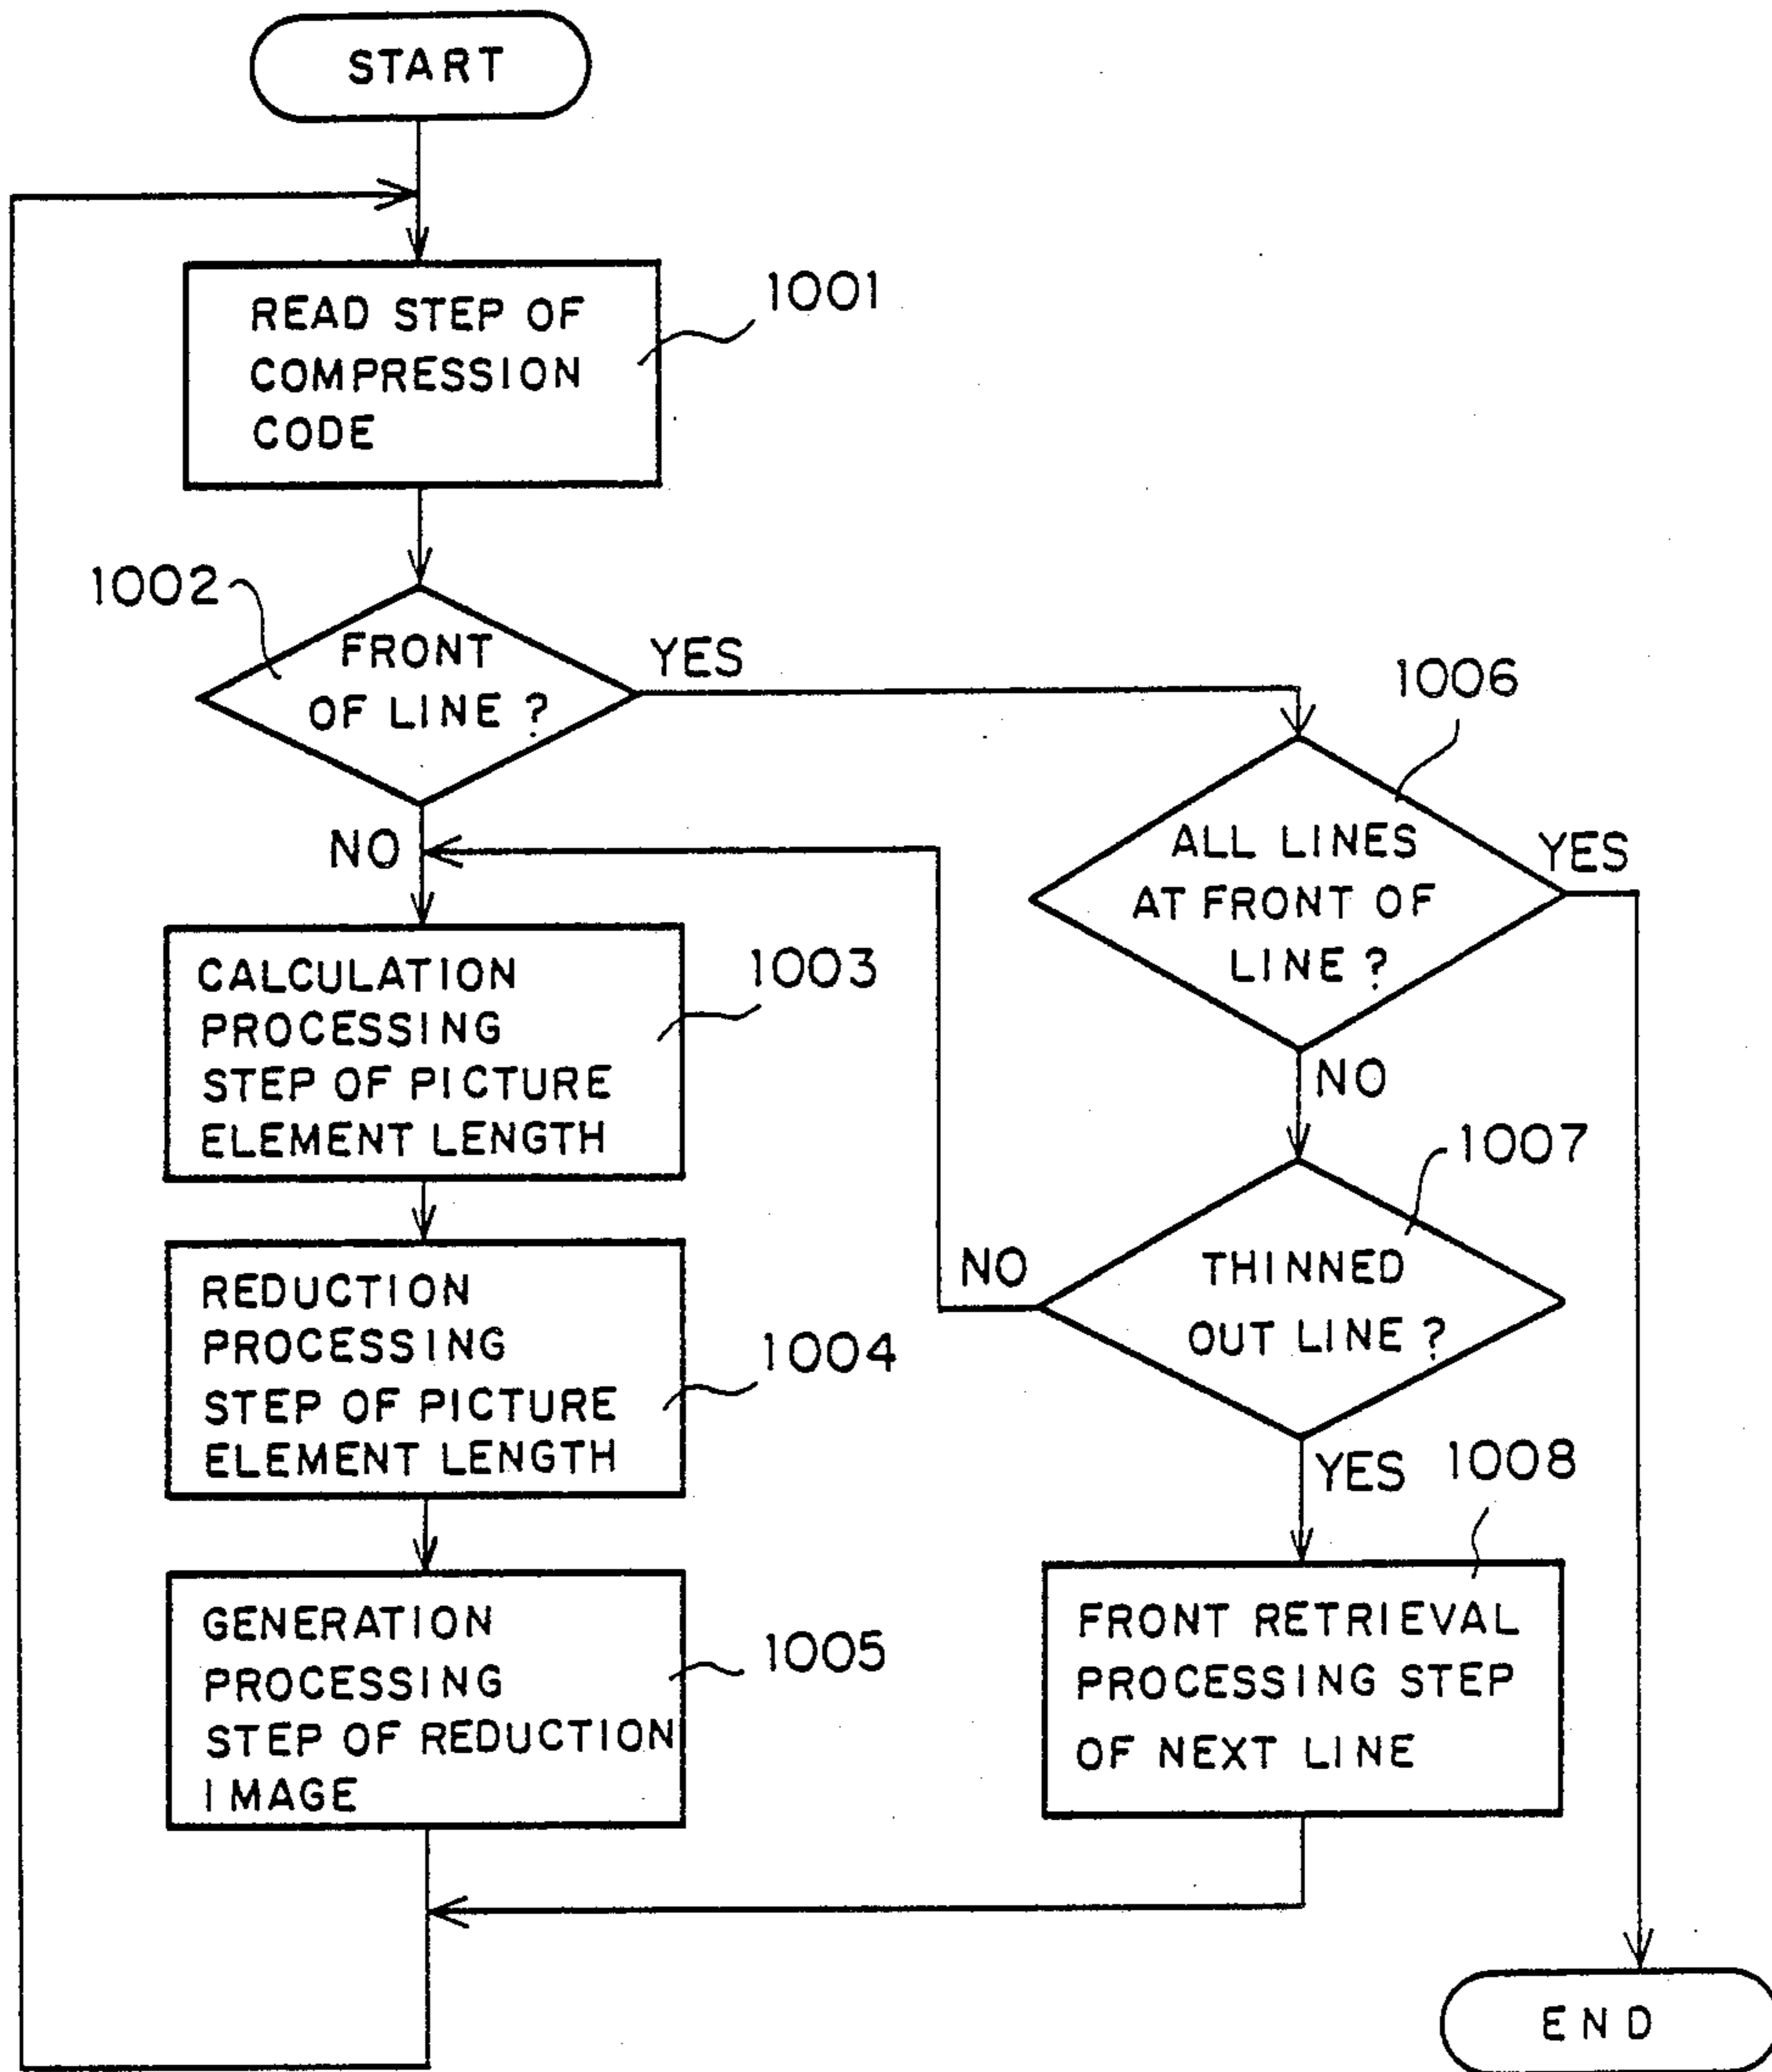 START
READ STEP OF
COMPRESSION
CODE
1001
1002
FRONT
OF LINE ?
YES
NO
1006
ALL LINES
AT FRONT OF
LINE ?
YES
NO
CALCULATION
PROCESSING
STEP OF PICTURE
ELEMENT LENGTH
1003
1007
THINNED
OUT LINE ?
NO
YES
REDUCTION
PROCESSING
STEP OF PICTURE
ELEMENT LENGTH
1004
GENERATION
PROCESSING
STEP OF REDUCTION
IMAGE
1005
1008
FRONT RETRIEVAL
PROCESSING STEP
OF NEXT LINE
END